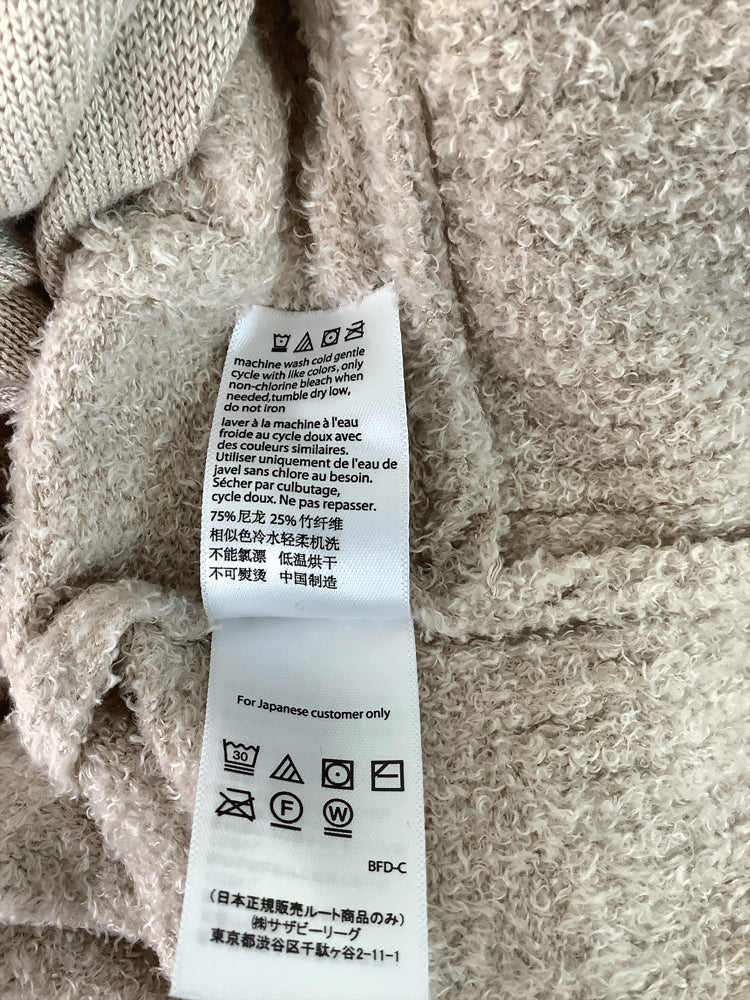 machine wash cold gentle
cycle with like colors, only
non-chlorine bleach when
needed,tumble dry low,
do not iron
laver à la machine à l'eau
froide au cycle doux avec
des couleurs similaires.
Utiliser uniquement de l'eau de
javel sans chlore au besoin.
Sécher par culbutage,
cycle doux. Ne pas repasser.
75%尼龙 25%竹纤维
相似色冷水轻柔机洗
不能氯漂 低温烘干
不可熨烫 中国制造
For Japanese customer only
30
F W
BFD-C
(日本正規販売ルート商品のみ)
㈱サザビーリーグ
東京都渋谷区千駄ヶ谷2-11-1